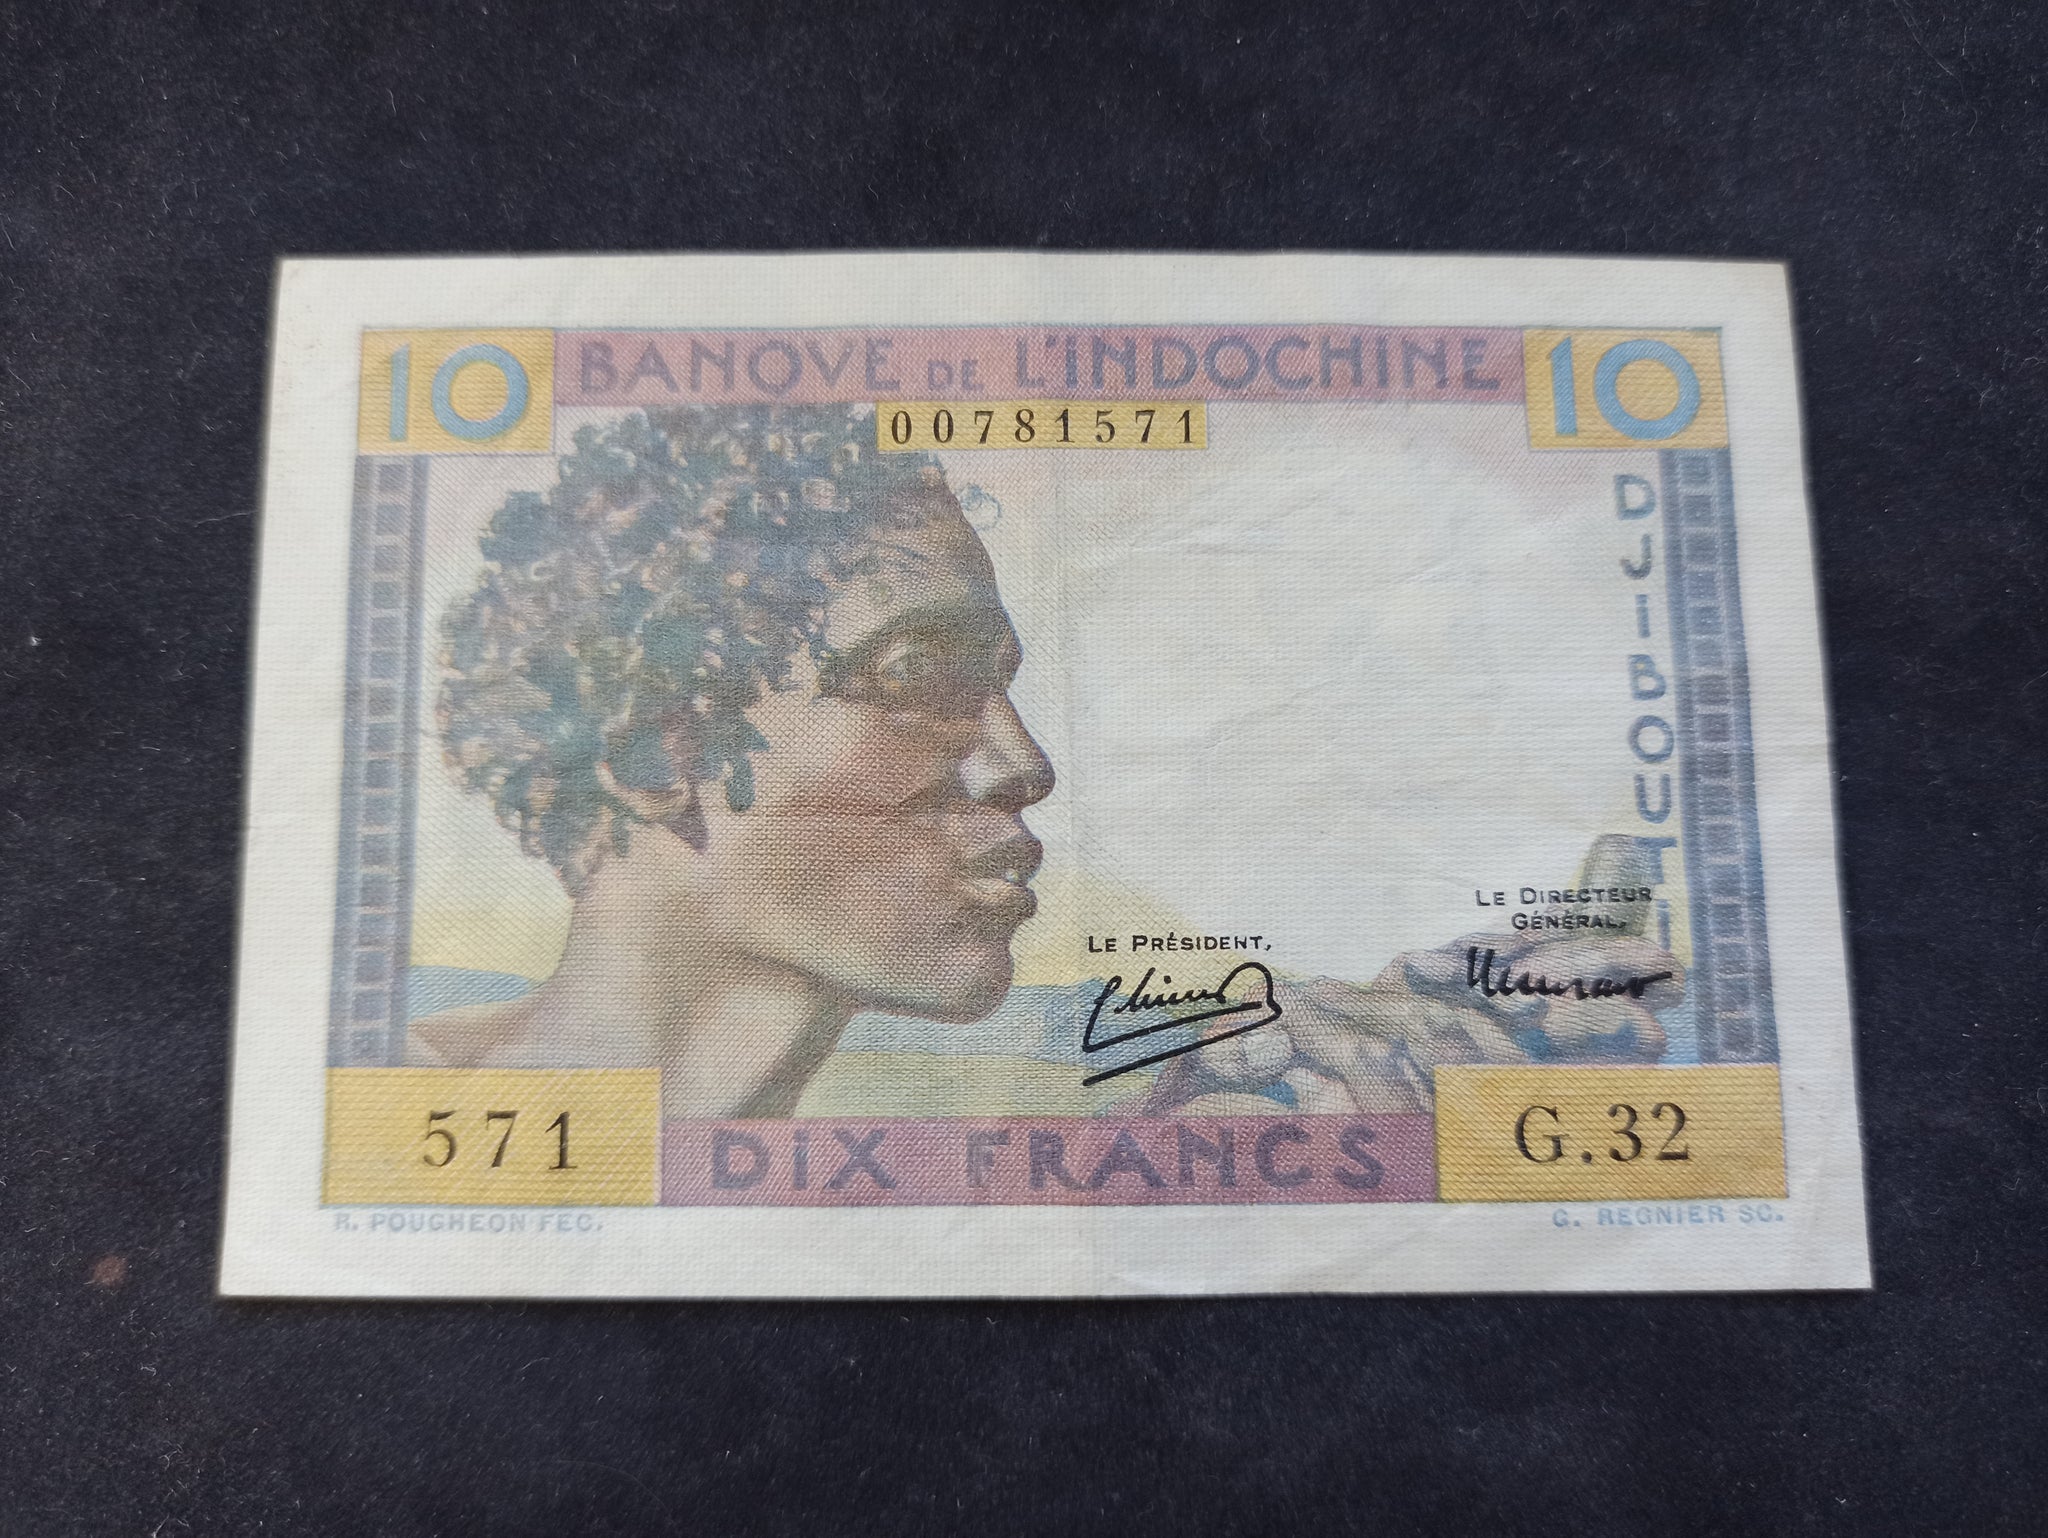 10 BANQVE DE L'INDOCHINE 10
00781571
DJIBOUTI
LE DIRECTEUR
GÉNÉRAL,
LE PRÉSIDENT,
571 DIX FRANCS G.32
R. POUGHEON FEC. G. REGNIER SC.